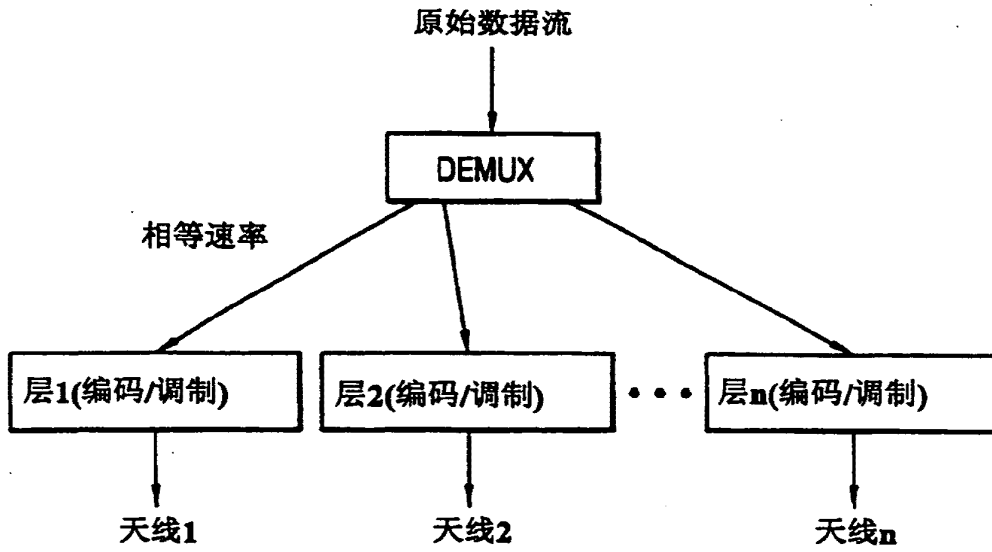 原始数据流
DEMUX
相等速率
层1(编码/调制)
层2(编码/调制)
层n(编码/调制)
天线1
天线2
天线n